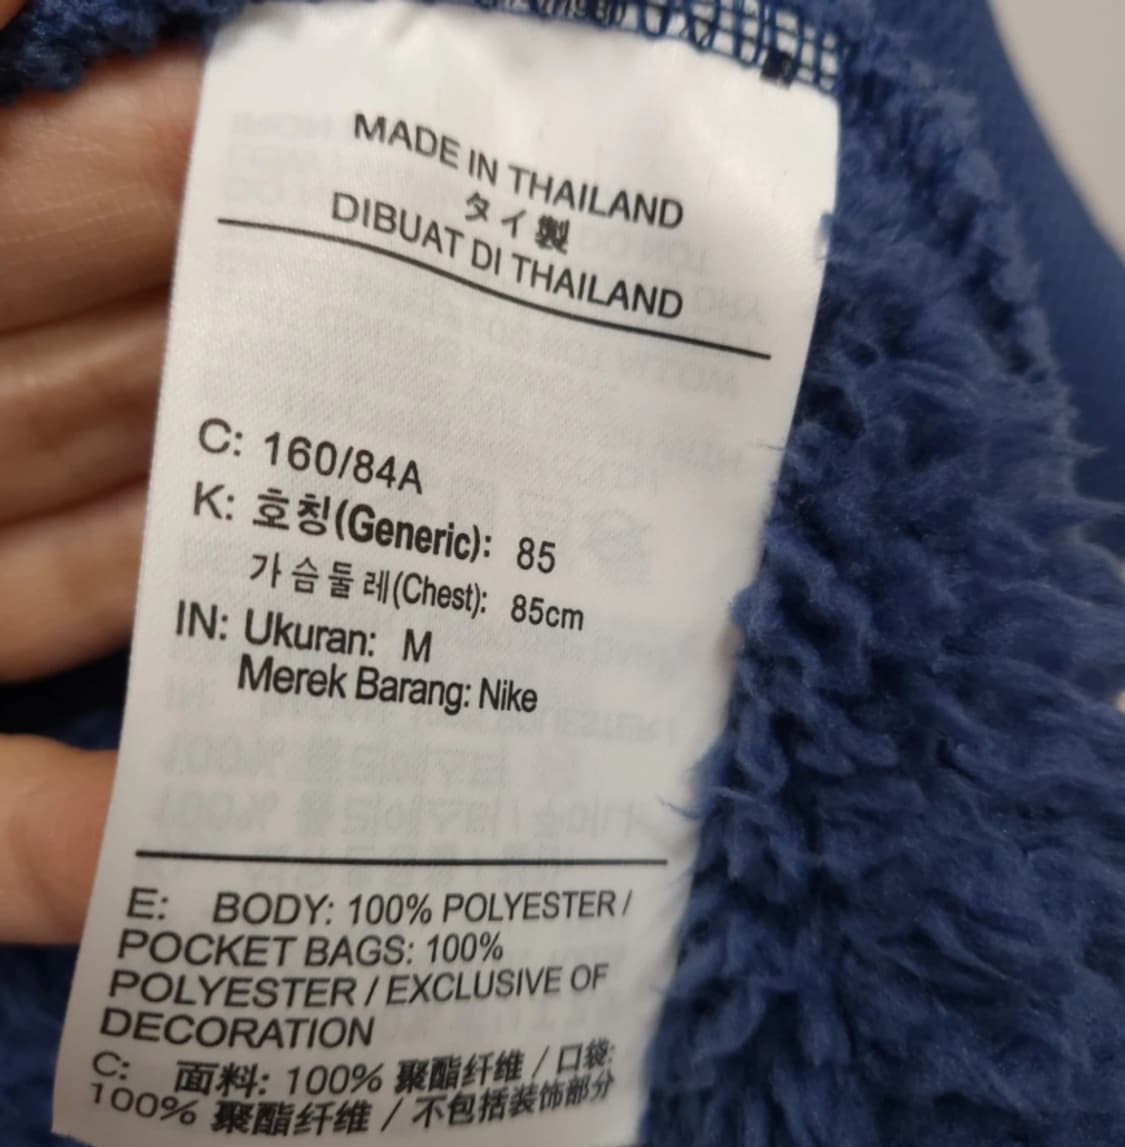 MADE IN THAILAND
タイ製
DIBUAT DI THAILAND
C: 160/84A
K: 호칭(Generic): 85
가슴둘레(Chest): 85cm
IN: Ukuran: M
Merek Barang: Nike
E: BODY: 100% POLYESTER /
POCKET BAGS: 100%
POLYESTER / EXCLUSIVE OF
DECORATION
C: 面料: 100% 聚酯纤维 / 口袋:
100% 聚酯纤维 / 不包括装饰部分